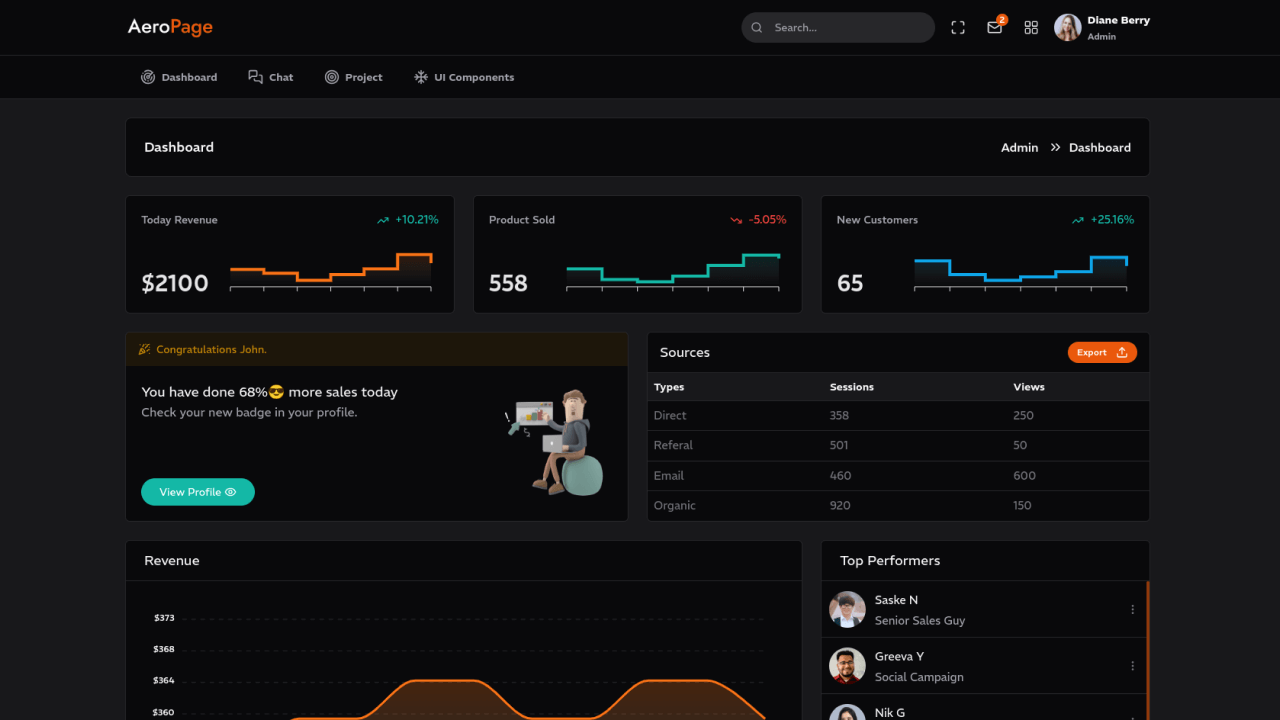 AeroPage
Search...
2
Diane Berry
Admin
Dashboard
Chat
Project
UI Components
Dashboard
Admin
Dashboard
Today Revenue
+10.21%
$2100
Product Sold
-5.05%
558
New Customers
+25.16%
65
Congratulations John.
You have done 68%😎 more sales today
Check your new badge in your profile.
View Profile
Sources
Export
Types Sessions Views
Direct 358 250
Referal 501 50
Email 460 600
Organic 920 150
Revenue
$373
$368
$364
$360
Top Performers
Saske N
Senior Sales Guy
Greeva Y
Social Campaign
Nik G